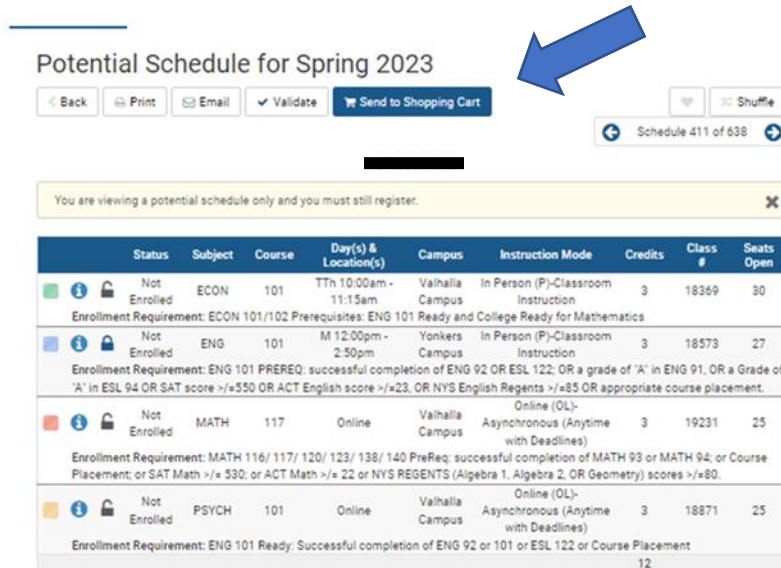 Potential Schedule for Spring 2023
< Back Print Email ✔ Validate Send to Shopping Cart Shuffle
Schedule 411 of 638
You are viewing a potential schedule only and you must still register. ✖
Status Subject Course Day(s) & Location(s) Campus Instruction Mode Credits Class # Seats Open
Not Enrolled ECON 101 TTh 10:00am - 11:15am Valhalla Campus In Person (P)-Classroom Instruction 3 18369 30
Enrollment Requirement: ECON 101/102 Prerequisites: ENG 101 Ready and College Ready for Mathematics
Not Enrolled ENG 101 M 12:00pm - 2:50pm Yonkers Campus In Person (P)-Classroom Instruction 3 18573 27
Enrollment Requirement: ENG 101 PREREQ: successful completion of ENG 92 OR ESL 122; OR a grade of 'A' in ENG 91, OR a Grade of
'A' in ESL 94 OR SAT score >/=550 OR ACT English score >/=23, OR NYS English Regents >/=85 OR appropriate course placement.
Not Enrolled MATH 117 Online Valhalla Campus Online (OL)- Asynchronous (Anytime with Deadlines) 3 19231 25
Enrollment Requirement: MATH 116/ 117/ 120/ 123/ 138/ 140 PreReq: successful completion of MATH 93 or MATH 94; or Course
Placement; or SAT Math >/= 530; or ACT Math >/= 22 or NYS REGENTS (Algebra 1, Algebra 2, OR Geometry) scores >/=80.
Not Enrolled PSYCH 101 Online Valhalla Campus Online (OL)- Asynchronous (Anytime with Deadlines) 3 18871 25
Enrollment Requirement: ENG 101 Ready: Successful completion of ENG 92 or 101 or ESL 122 or Course Placement
12